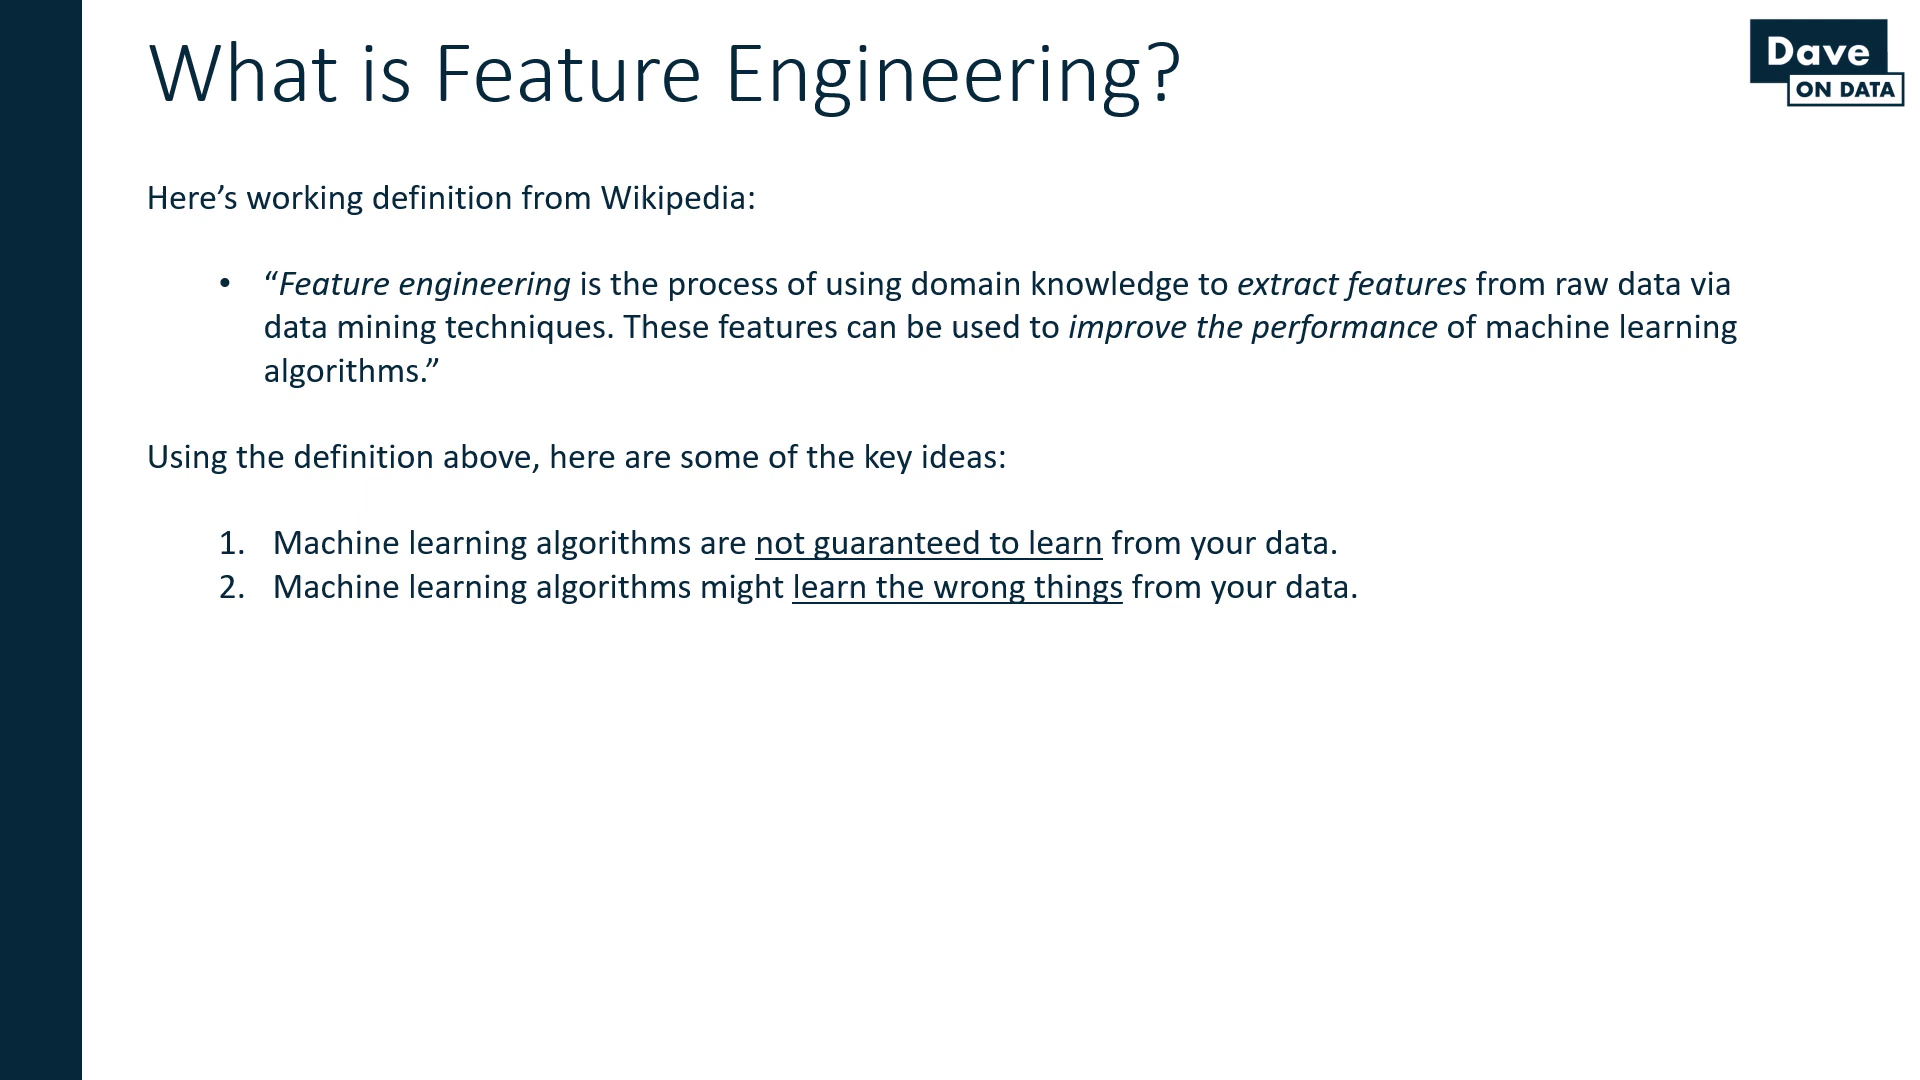 What is Feature Engineering?
Dave
ON DATA
Here’s working definition from Wikipedia:
• “Feature engineering is the process of using domain knowledge to extract features from raw data via
data mining techniques. These features can be used to improve the performance of machine learning
algorithms.”
Using the definition above, here are some of the key ideas:
1. Machine learning algorithms are not guaranteed to learn from your data.
2. Machine learning algorithms might learn the wrong things from your data.